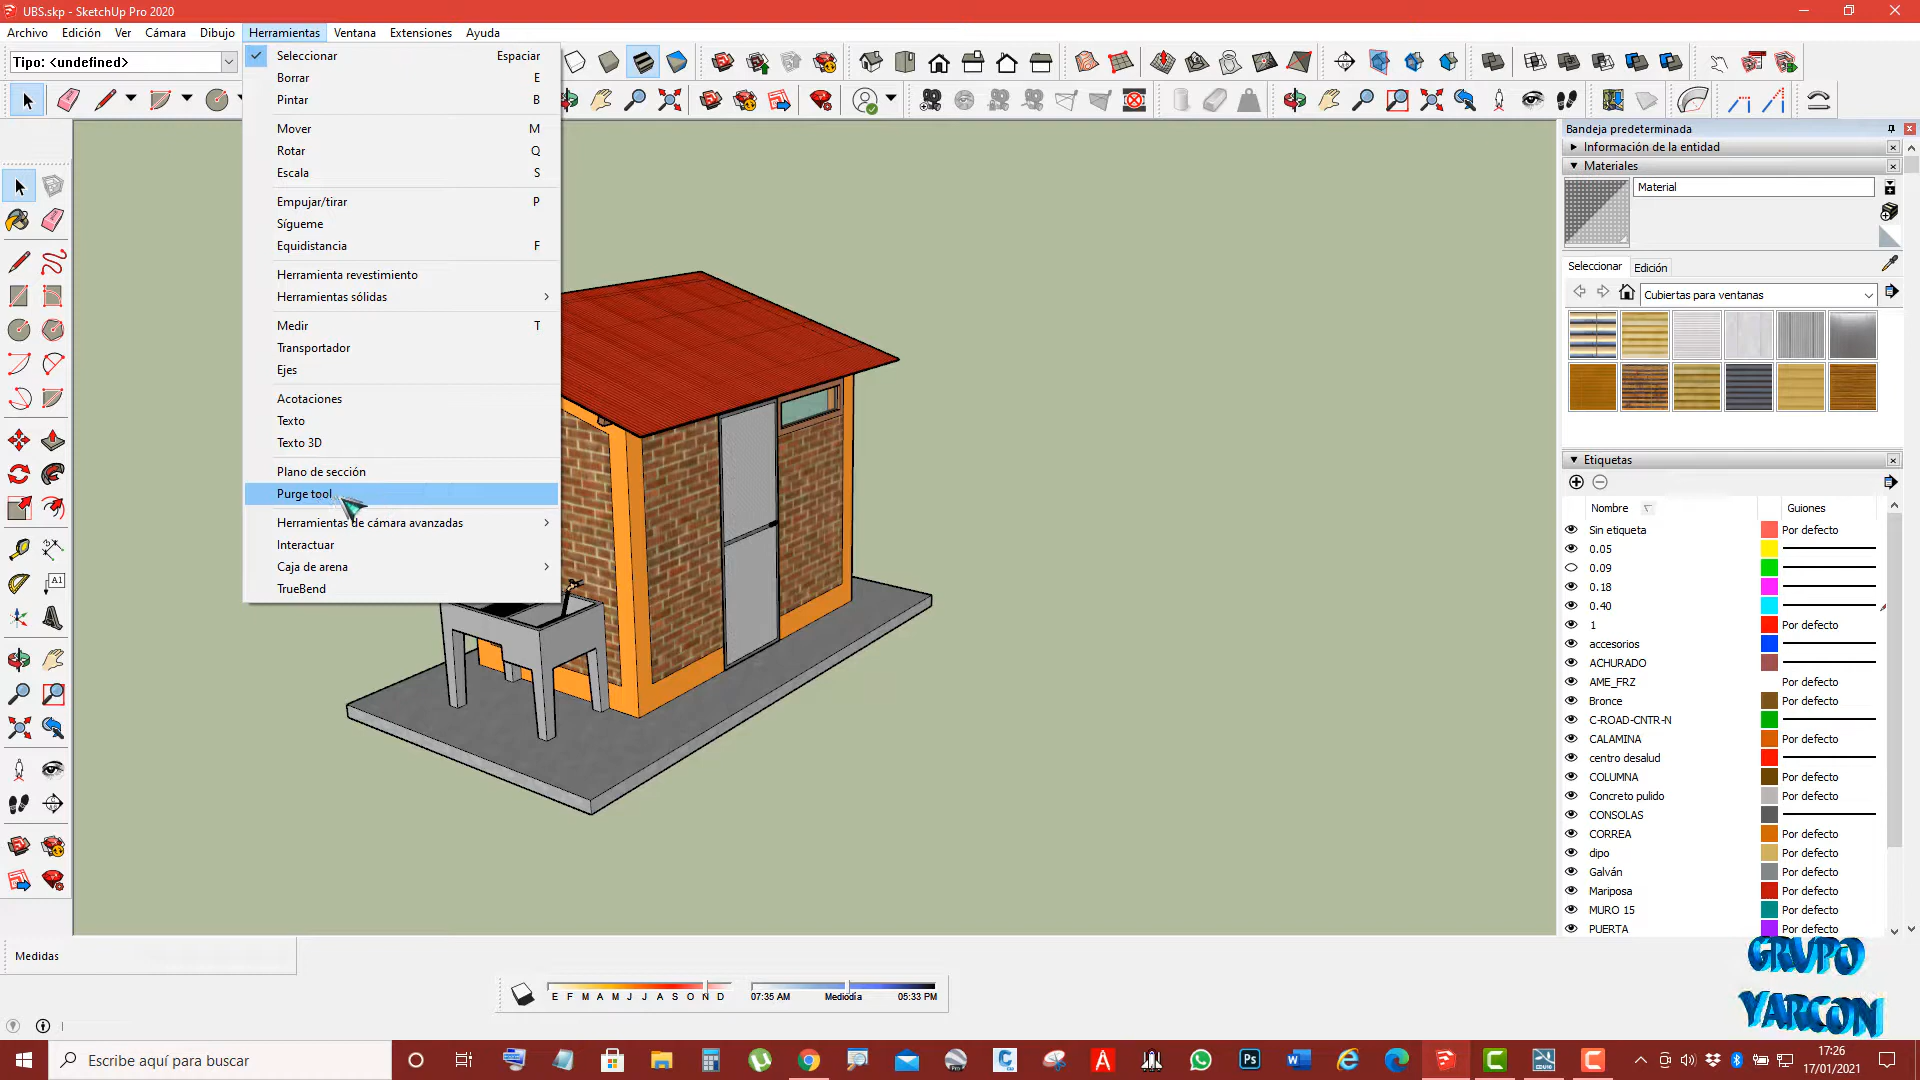 UBS.skp - SketchUp Pro 2020
Archivo Edición Ver Cámara Dibujo Herramientas Ventana Extensiones Ayuda
Tipo: <undefined>
Seleccionar Espaciar
Borrar E
Pintar B
Mover M
Rotar Q
Escala S
Empujar/tirar P
Sígueme
Equidistancia F
Herramienta revestimiento
Herramientas sólidas
Medir T
Transportador
Ejes
Acotaciones
Texto
Texto 3D
Plano de sección
Purge tool
Herramientas de cámara avanzadas
Interactuar
Caja de arena
TrueBend
Bandeja predeterminada
Información de la entidad
Materiales
Material
Seleccionar Edición
Cubiertas para ventanas
Etiquetas
Nombre Guiones
Sin etiqueta Por defecto
0.05
0.09
0.18
0.40
1 Por defecto
accesorios
ACHURADO
AME_FRZ Por defecto
Bronce Por defecto
C-ROAD-CNTR-N
CALAMINA Por defecto
centro desalud
COLUMNA Por defecto
Concreto pulido Por defecto
CONSOLAS
CORREA Por defecto
dipo Por defecto
Galván Por defecto
Mariposa Por defecto
MURO 15 Por defecto
PUERTA Por defecto
GRUPO
YARCON
Medidas
E F M A M J J A S O N D
07:35 AM Mediodía 05:33 PM
Escribe aquí para buscar
17:26
17/01/2021